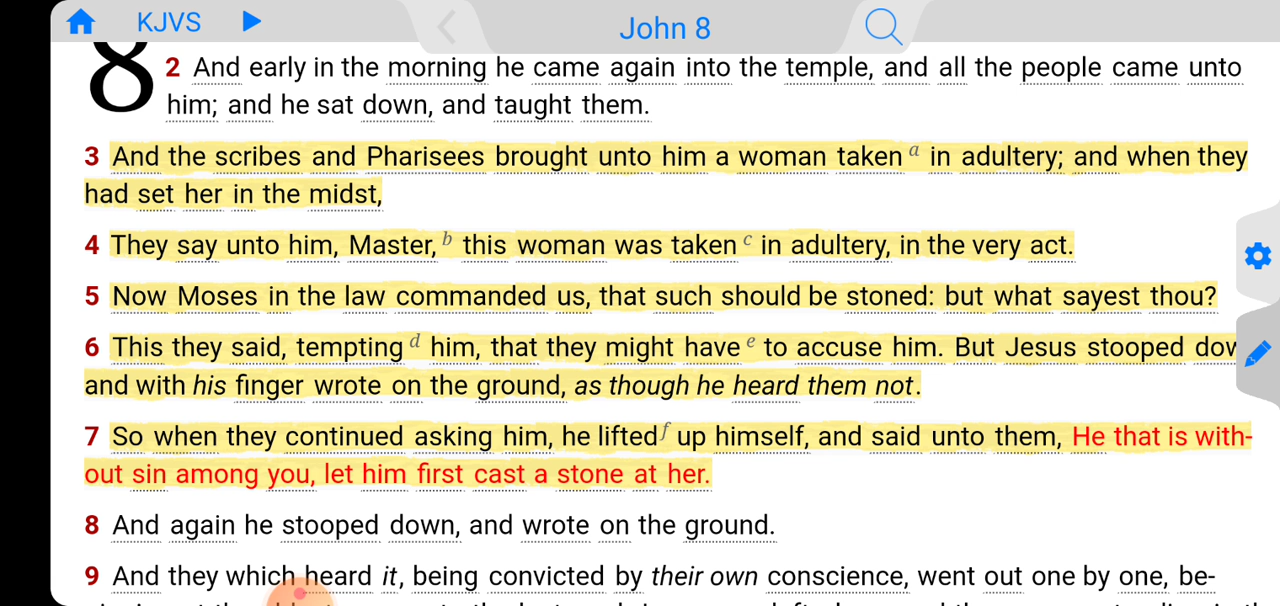 KJVS
John 8
8
2 And early in the morning he came again into the temple, and all the people came unto
him; and he sat down, and taught them.
3 And the scribes and Pharisees brought unto him a woman taken a in adultery; and when they
had set her in the midst,
4 They say unto him, Master, b this woman was taken c in adultery, in the very act.
5 Now Moses in the law commanded us, that such should be stoned: but what sayest thou?
6 This they said, tempting d him, that they might have e to accuse him. But Jesus stooped
and with his finger wrote on the ground, as though he heard them not.
7 So when they continued asking him, he lifted f up himself, and said unto them, He that is with-
out sin among you, let him first cast a stone at her.
8 And again he stooped down, and wrote on the ground.
9 And they which heard it, being convicted by their own conscience, went out one by one, be-